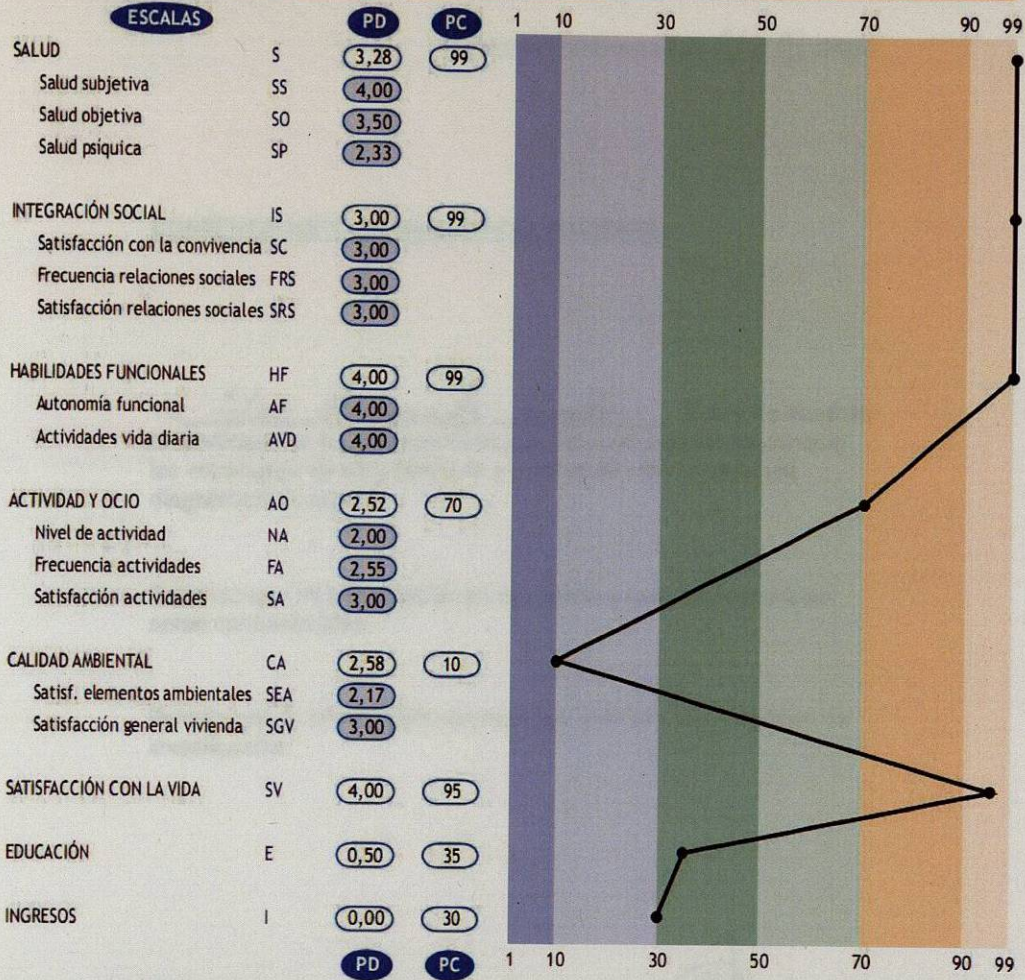 ESCALAS PD PC 1 10 30 50 70 90 99
SALUD S 3,28 99
Salud subjetiva SS 4,00
Salud objetiva SO 3,50
Salud psíquica SP 2,33
INTEGRACIÓN SOCIAL IS 3,00 99
Satisfacción con la convivencia SC 3,00
Frecuencia relaciones sociales FRS 3,00
Satisfacción relaciones sociales SRS 3,00
HABILIDADES FUNCIONALES HF 4,00 99
Autonomía funcional AF 4,00
Actividades vida diaria AVD 4,00
ACTIVIDAD Y OCIO AO 2,52 70
Nivel de actividad NA 2,00
Frecuencia actividades FA 2,55
Satisfacción actividades SA 3,00
CALIDAD AMBIENTAL CA 2,58 10
Satisf. elementos ambientales SEA 2,17
Satisfacción general vivienda SGV 3,00
SATISFACCIÓN CON LA VIDA SV 4,00 95
EDUCACIÓN E 0,50 35
INGRESOS I 0,00 30
PD PC 1 10 30 50 70 90 99